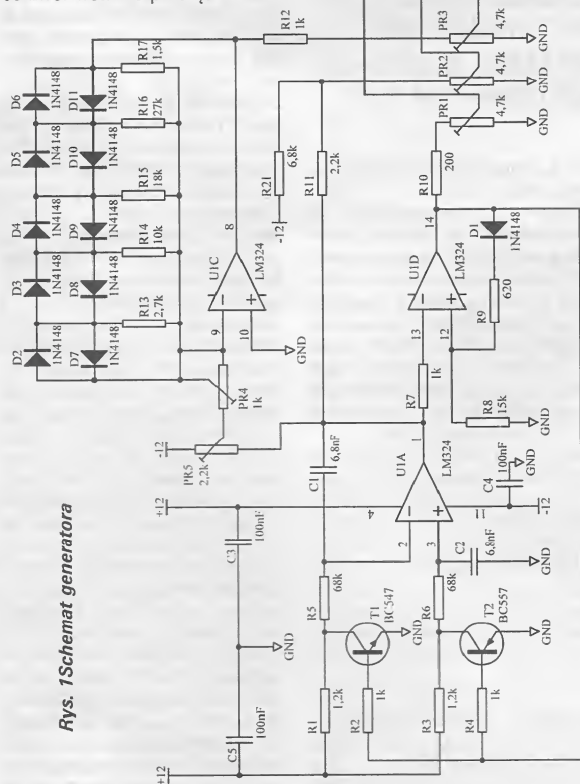 Rys. 1Schemat generatora
D6
1N4148
D5
1N4148
D4
1N4148
D3
1N4148
D2
1N4148
D11
1N4148
D10
1N4148
D9
1N4148
D8
1N4148
D7
1N4148
R17
1,5k
R16
27k
R15
18k
R14
10k
R13
2,7k
R12
1k
PR3
4,7k
GND
PR2
4,7k
GND
PR1
4,7k
GND
R21
6,8k
-12
R11
2,2k
R10
200
8
U1C
LM324
9
10
GND
PR4
1k
-12
PR5
2,2k
14
D1
1N4148
U1D
LM324
13
12
R9
620
R7
1k
R8
15k
GND
C1
6,8nF
1
U1A
LM324
2
3
4
11
+12
-12
C4
100nF
GND
C3
100nF
GND
C5
100nF
+12
C2
6,8nF
GND
R5
68k
R6
68k
T1
BC547
GND
T2
BC557
GND
R1
1,2k
R2
1k
R3
1,2k
R4
1k